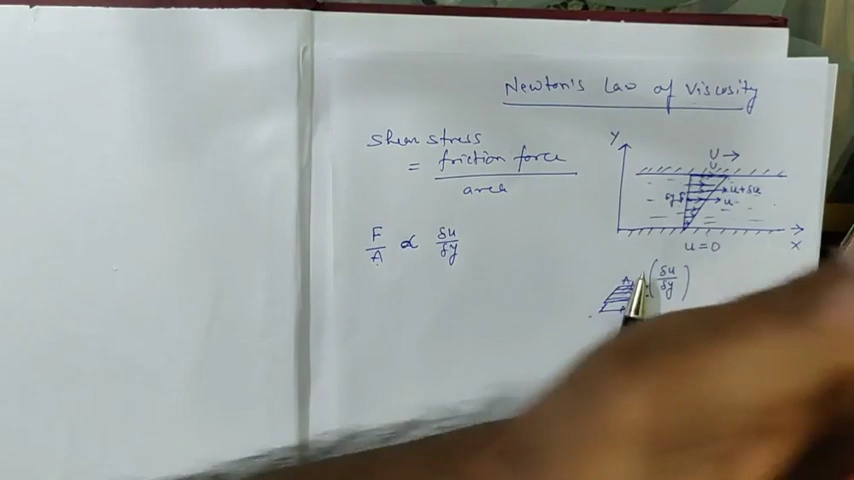 Newton's Law of Viscosity
Shear stress
= friction force
area
F/A ∝ δu/δy
Y
U →
U
u+δu
δy
u
X
u=0
A
(δu/δy)